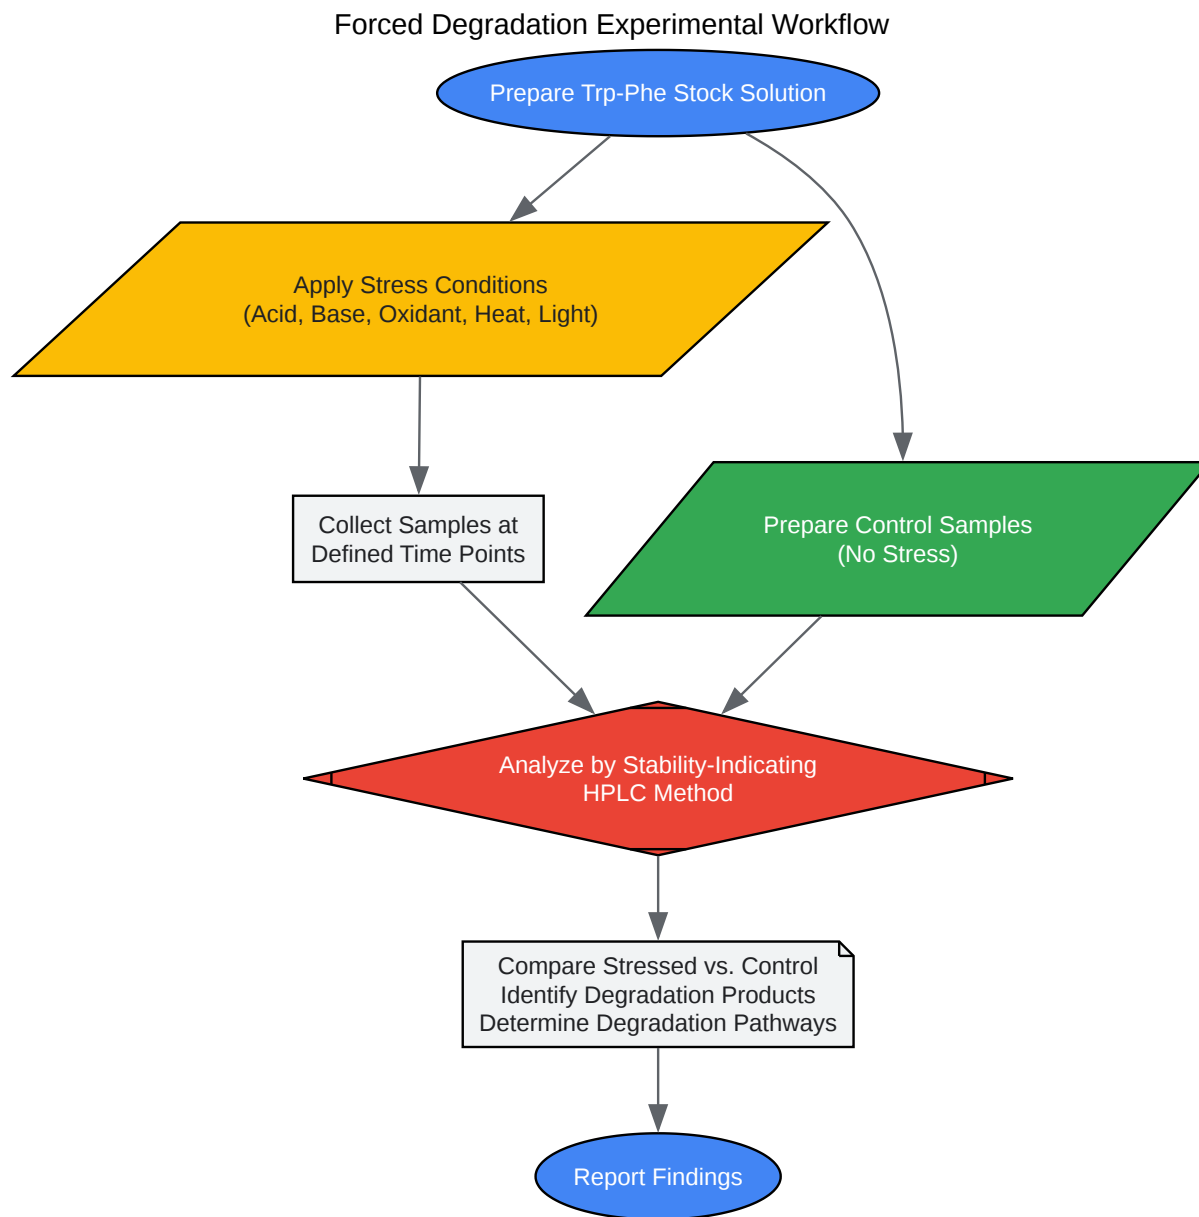 Forced Degradation Experimental Workflow
Prepare Trp-Phe Stock Solution
Apply Stress Conditions
(Acid, Base, Oxidant, Heat, Light)
Collect Samples at
Defined Time Points
Prepare Control Samples
(No Stress)
Analyze by Stability-Indicating
HPLC Method
Compare Stressed vs. Control
Identify Degradation Products
Determine Degradation Pathways
Report Findings